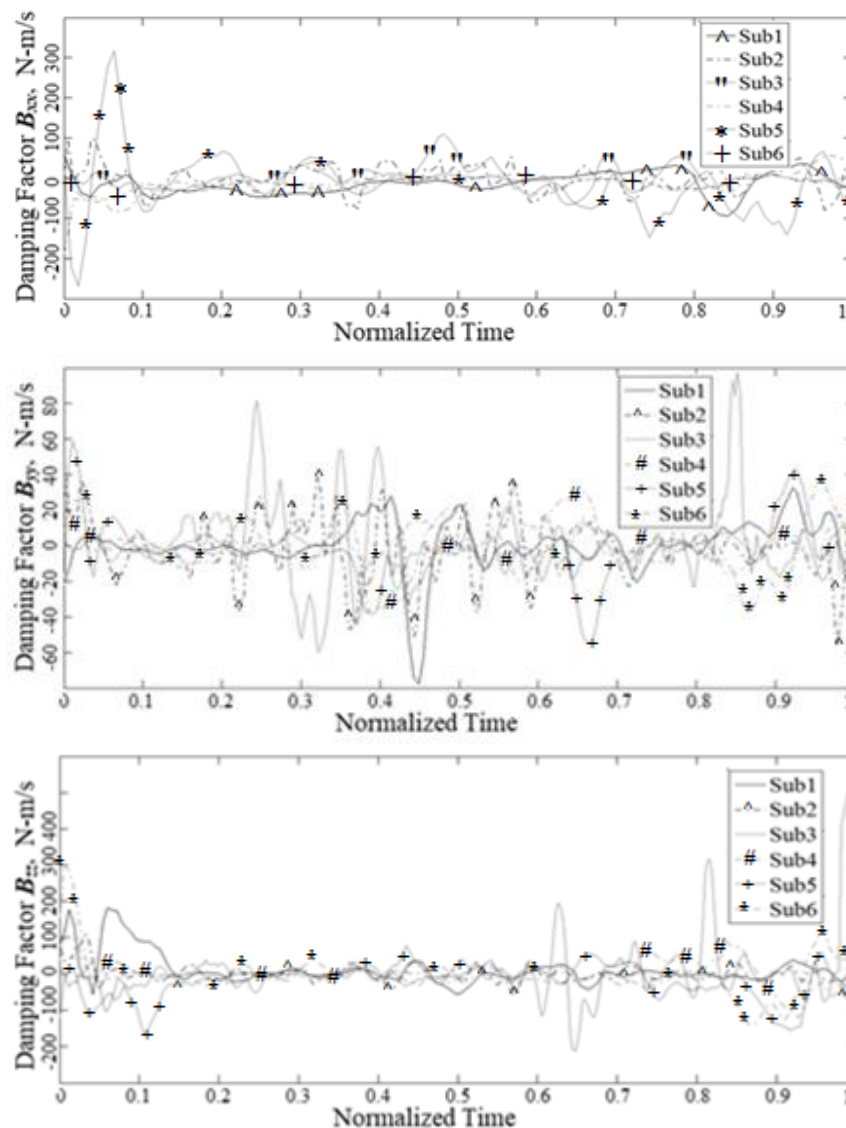 Damping Factor Bxx, N-m/s
300
200
100
0
-100
-200
0 0.1 0.2 0.3 0.4 0.5 0.6 0.7 0.8 0.9 1
Normalized Time
Sub1
Sub2
Sub3
Sub4
Sub5
Sub6
Damping Factor Byy, N-m/s
80
60
40
20
0
-20
-40
-60
0 0.1 0.2 0.3 0.4 0.5 0.6 0.7 0.8 0.9 1
Normalized Time
Sub1
Sub2
Sub3
Sub4
Sub5
Sub6
Damping Factor Bzz, N-m/s
400
300
200
100
0
-100
-200
0 0.1 0.2 0.3 0.4 0.5 0.6 0.7 0.8 0.9 1
Normalized Time
Sub1
Sub2
Sub3
Sub4
Sub5
Sub6